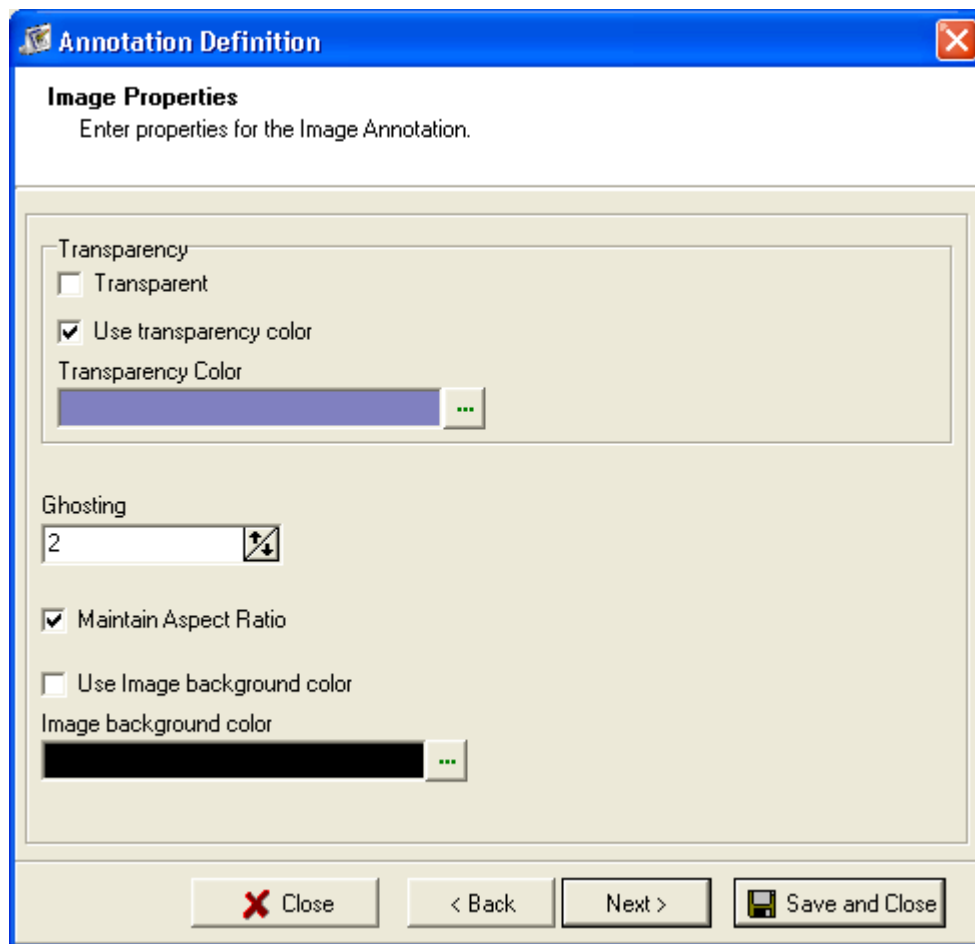 Annotation Definition
Image Properties
Enter properties for the Image Annotation.
Transparency
Transparent
Use transparency color
Transparency Color
...
Ghosting
2
Maintain Aspect Ratio
Use Image background color
Image background color
...
Close
< Back
Next >
Save and Close